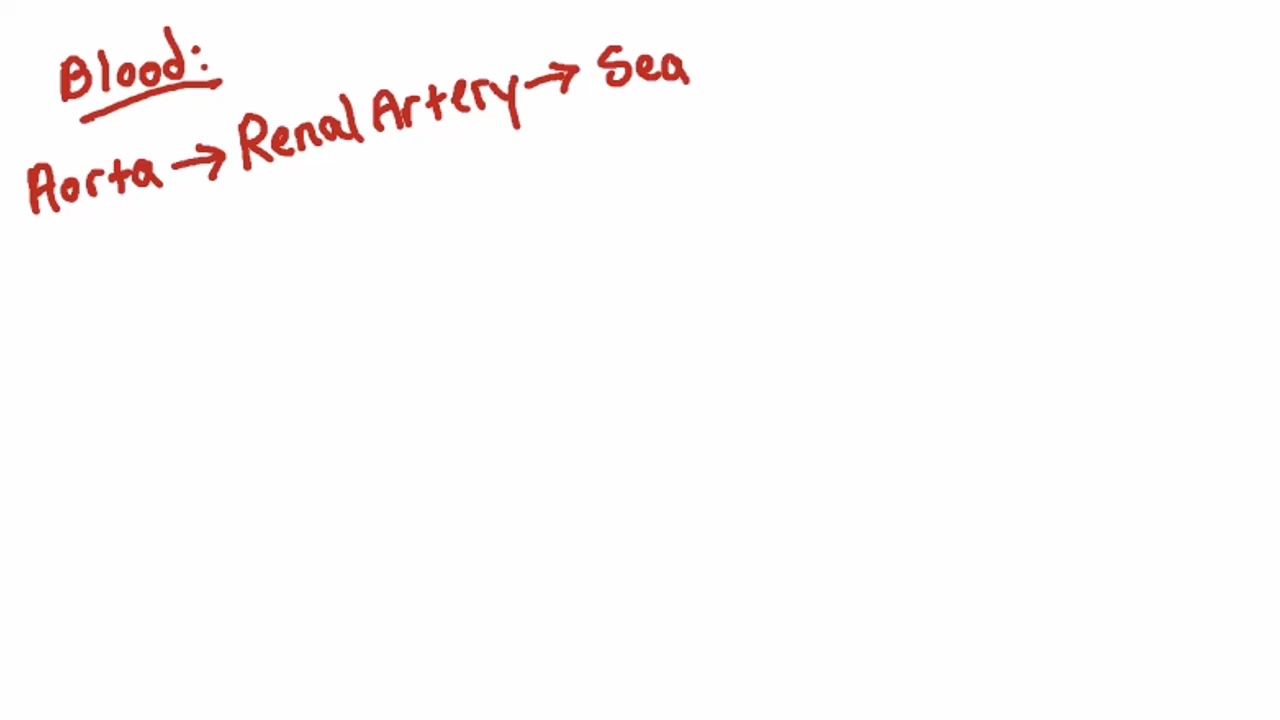 Blood:
Aorta → Renal Artery → Sea